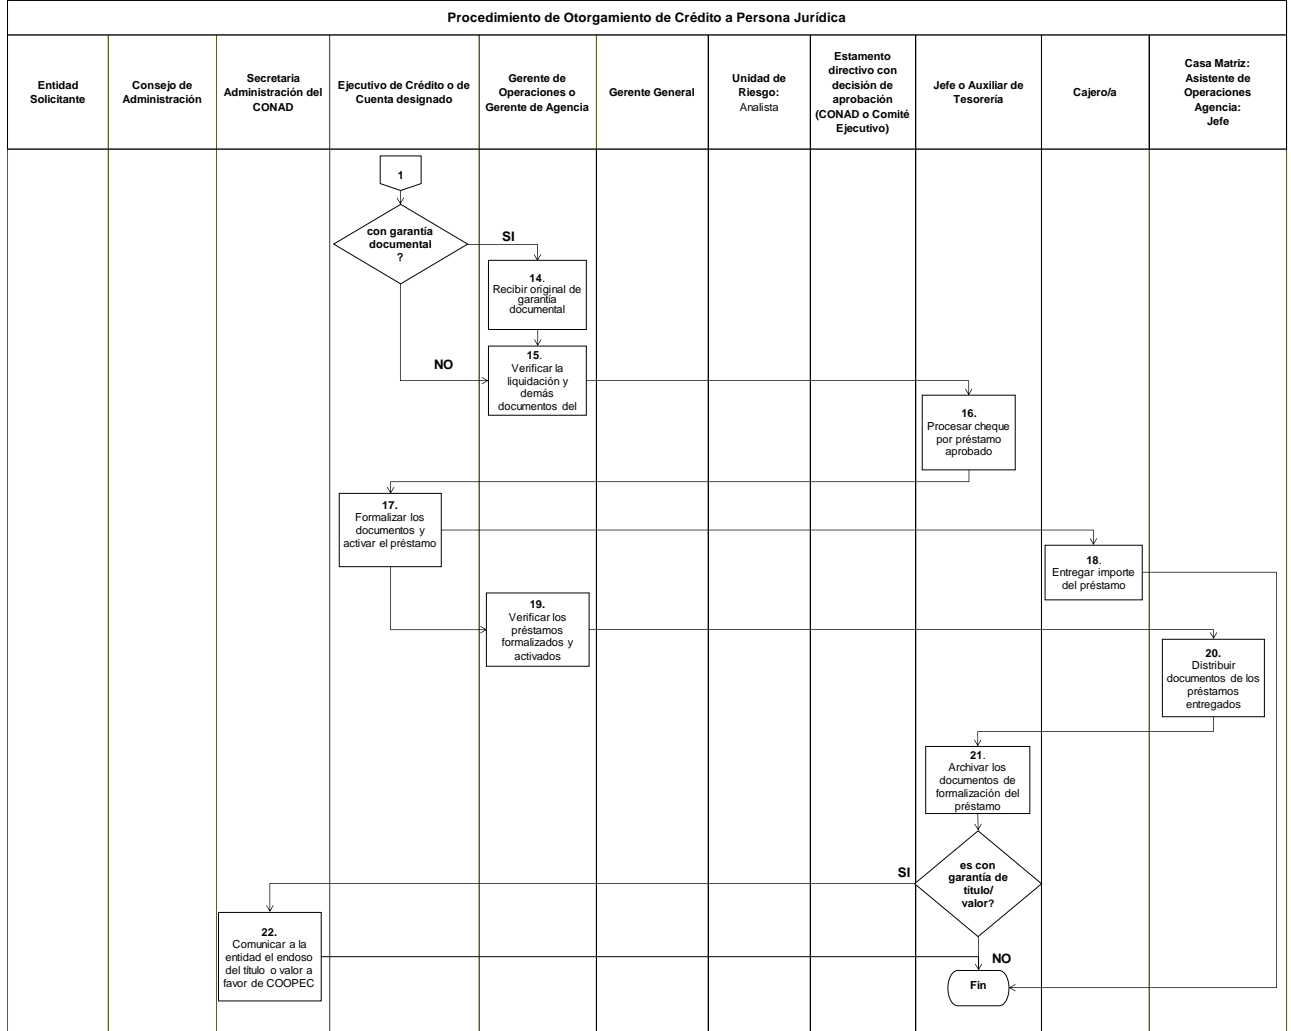 Procedimiento de Otorgamiento de Crédito a Persona Jurídica
Entidad
Solicitante
Consejo de
Administración
Secretaria
Administración del
CONAD
Ejecutivo de Crédito o de
Cuenta designado
Gerente de
Operaciones o
Gerente de Agencia
Gerente General
Unidad de
Riesgo:
Analista
Estamento
directivo con
decisión de
aprobación
(CONAD o Comité
Ejecutivo)
Jefe o Auxiliar de
Tesorería
Cajero/a
Casa Matriz:
Asistente de
Operaciones
Agencia:
Jefe
1
con garantía
documental
?
SI
14.
Recibir original de
garantía
documental
NO
15.
Verificar la
liquidación y
demás
documentos del
16.
Procesar cheque
por préstamo
aprobado
17.
Formalizar los
documentos y
activar el préstamo
18.
Entregar importe
del préstamo
19.
Verificar los
préstamos
formalizados y
activados
20.
Distribuir
documentos de los
préstamos
entregados
21.
Archivar los
documentos de
formalización del
préstamo
es con
garantía de
título/
valor?
SI
22.
Comunicar a la
entidad el endoso
del título o valor a
favor de COOPEC
NO
Fin